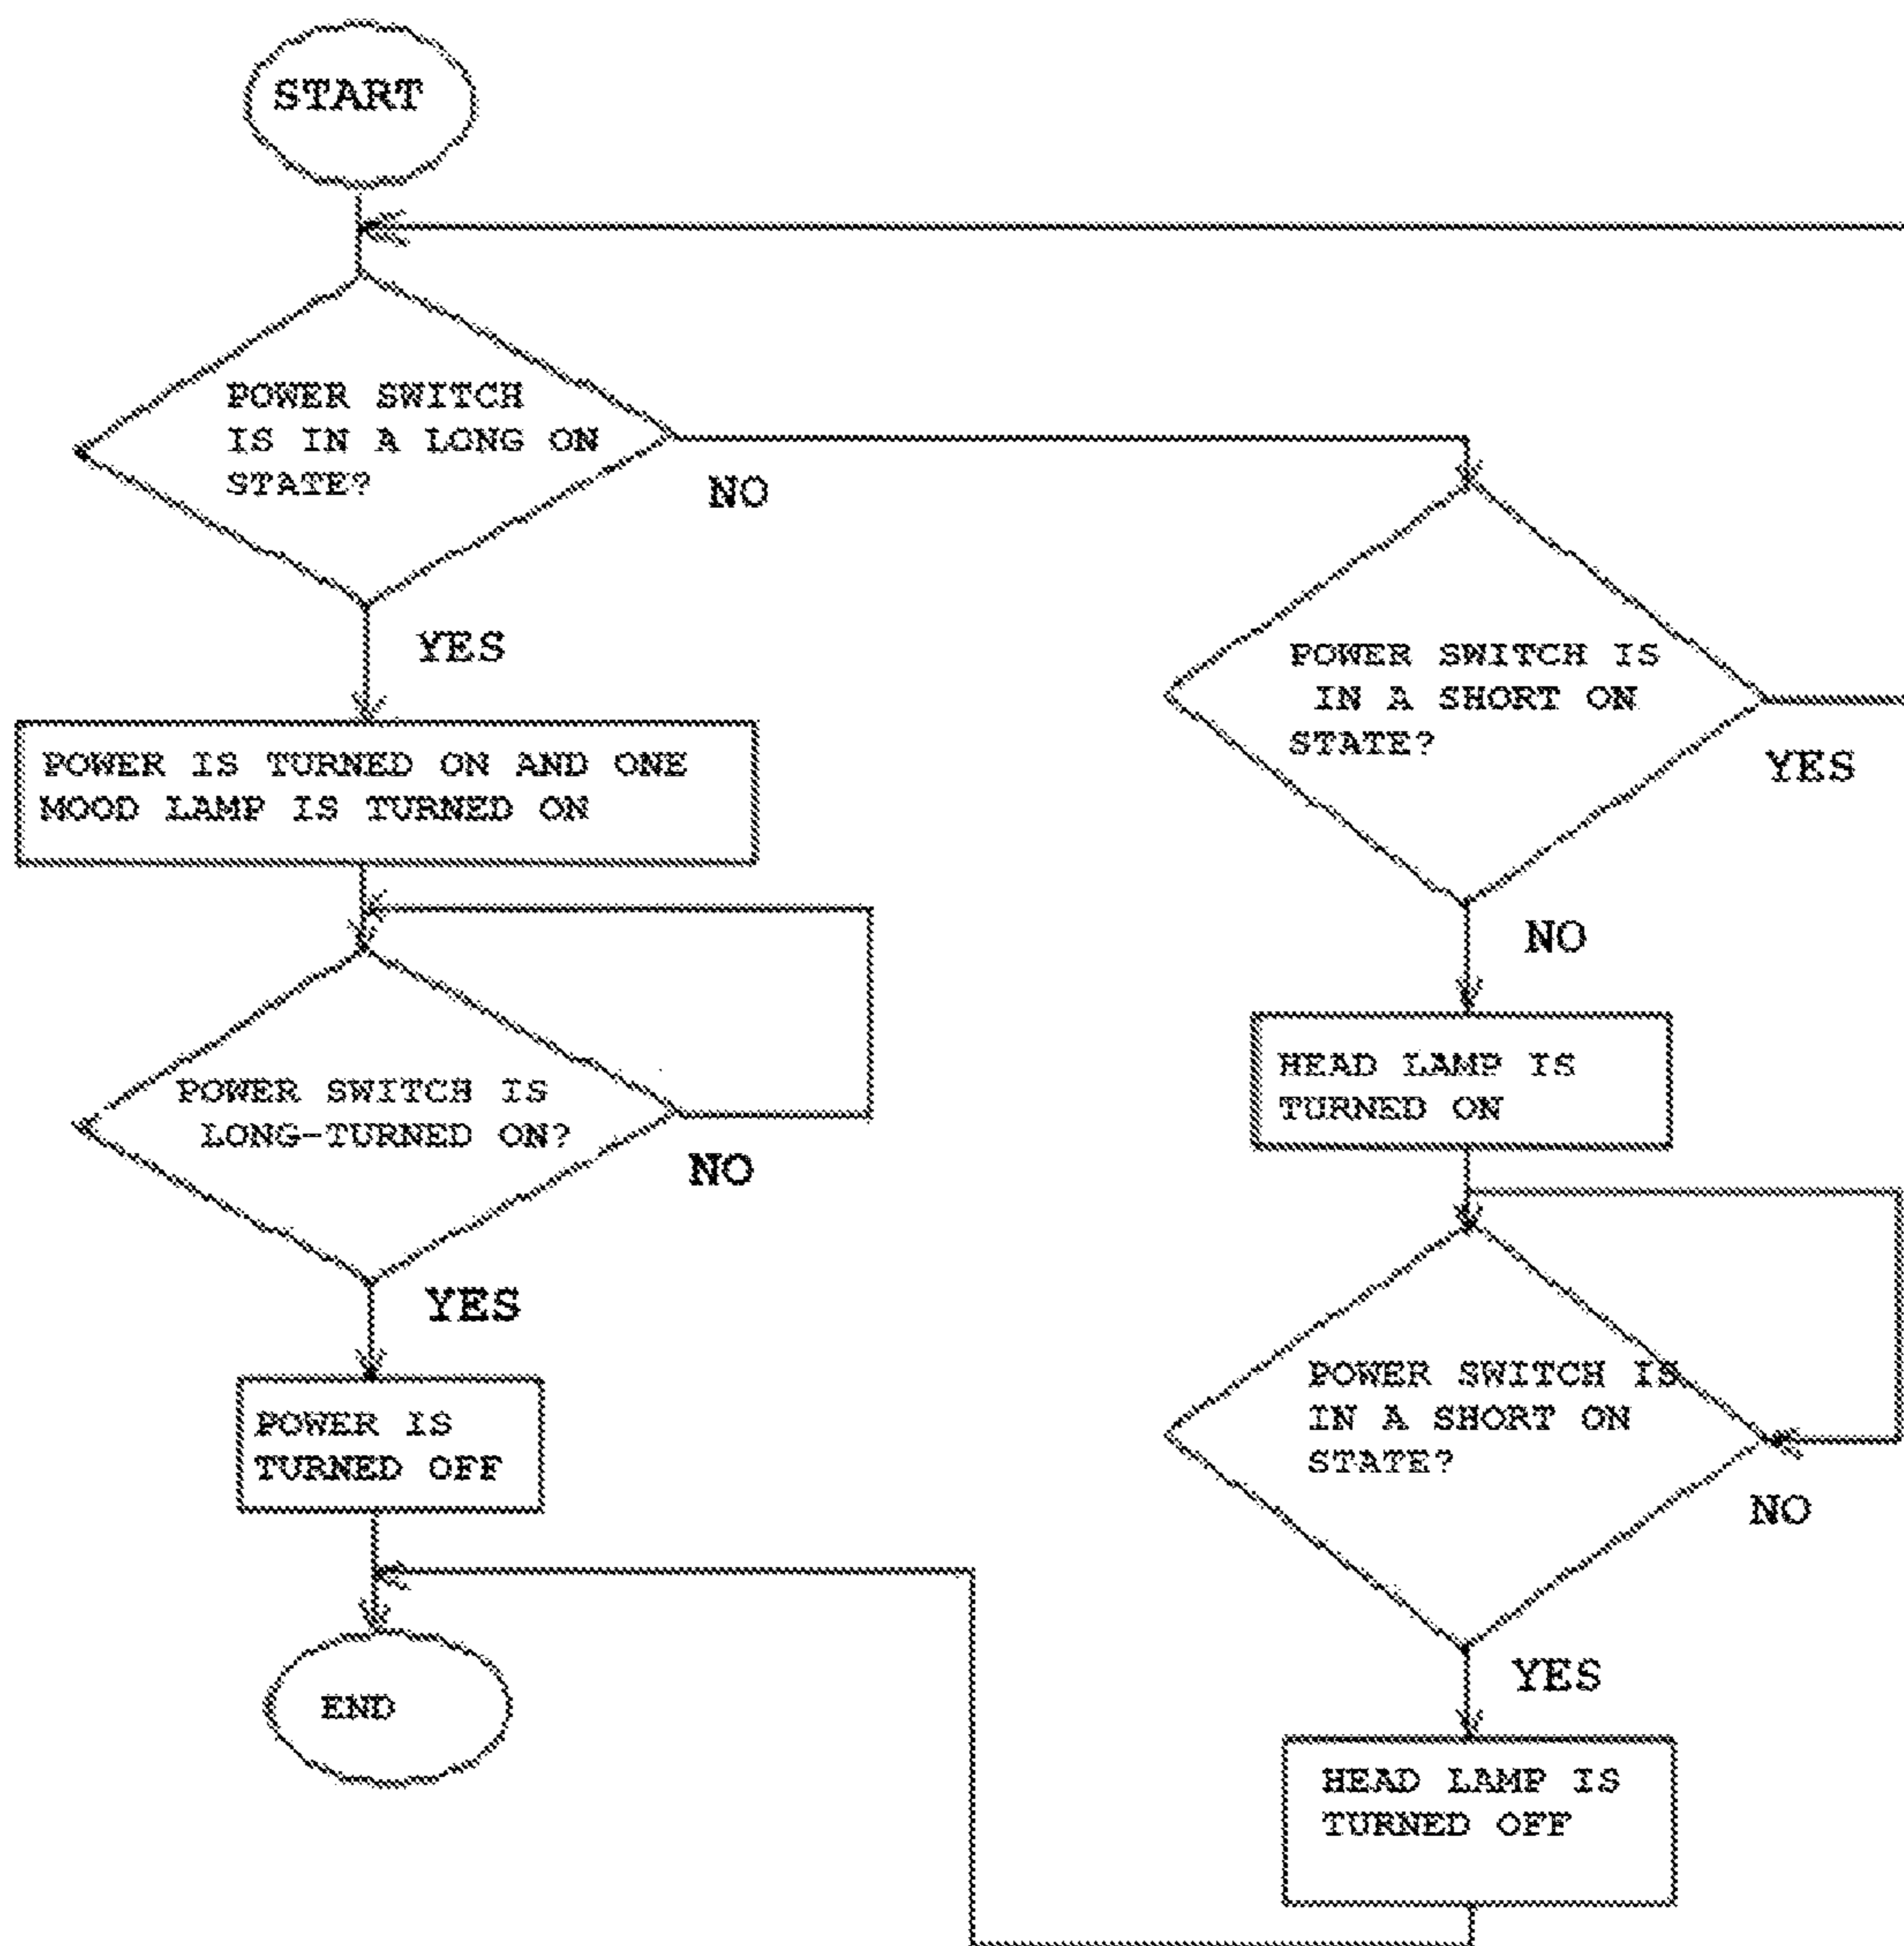 START
POWER SWITCH
IS IN A LONG ON
STATE?
NO
YES
POWER IS TURNED ON AND ONE
MOOD LAMP IS TURNED ON
POWER SWITCH IS
LONG-TURNED ON?
NO
YES
POWER IS
TURNED OFF
END
POWER SWITCH IS
IN A SHORT ON
STATE?
YES
NO
HEAD LAMP IS
TURNED ON
POWER SWITCH IS
IN A SHORT ON
STATE?
NO
YES
HEAD LAMP IS
TURNED OFF